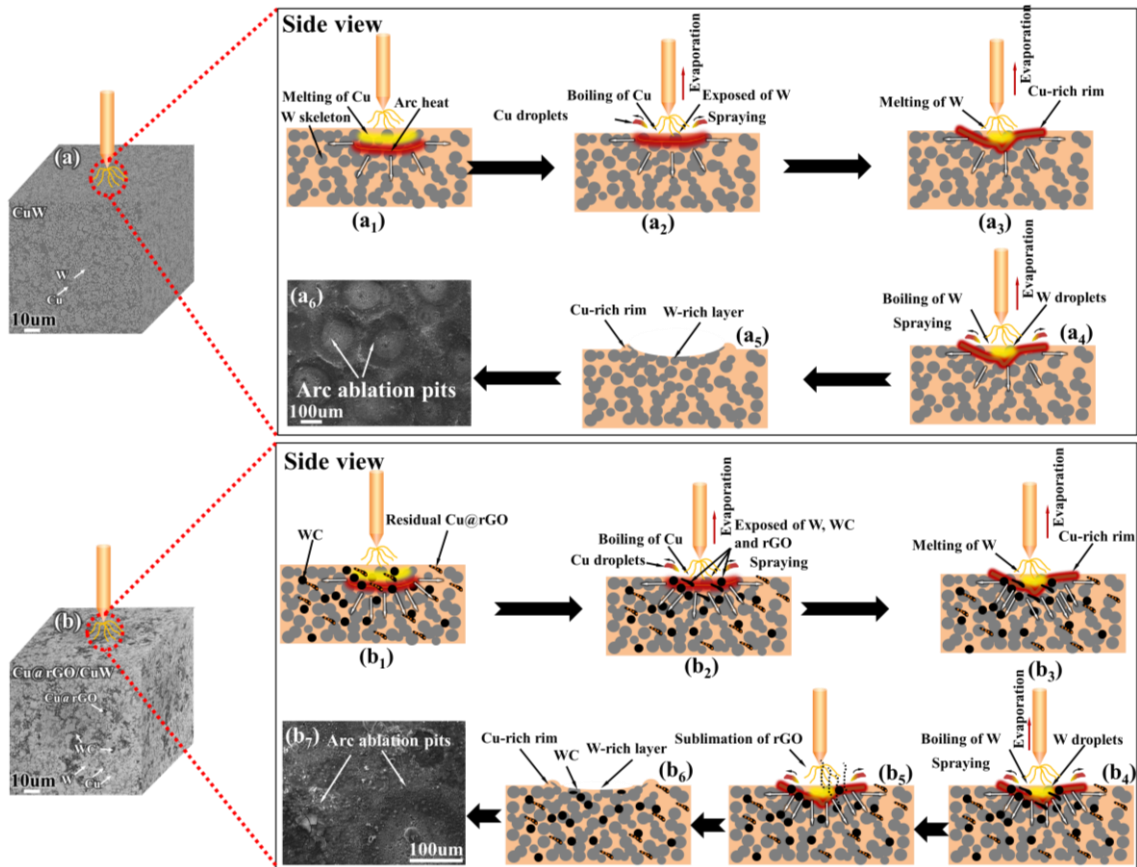 Side view
(a)
CuW
W
Cu
10um
Melting of Cu
W skeleton
Arc heat
(a1)
Cu droplets
Boiling of Cu
Evaporation
Exposed of W
Spraying
(a2)
Melting of W
Evaporation
Cu-rich rim
(a3)
(a6)
Arc ablation pits
100um
Cu-rich rim
W-rich layer
(a5)
Boiling of W
Spraying
Evaporation
W droplets
(a4)
Side view
(b)
Cu@rGO/CuW
Cu@rGO
WC
W
Cu
10um
WC
Residual Cu@rGO
(b1)
Cu droplets
Boiling of Cu
Evaporation
Exposed of W, WC
and rGO
Spraying
(b2)
Melting of W
Evaporation
Cu-rich rim
(b3)
(b7)
Arc ablation pits
100um
Cu-rich rim
WC
W-rich layer
(b6)
Sublimation of rGO
(b5)
Boiling of W
Spraying
Evaporation
W droplets
(b4)